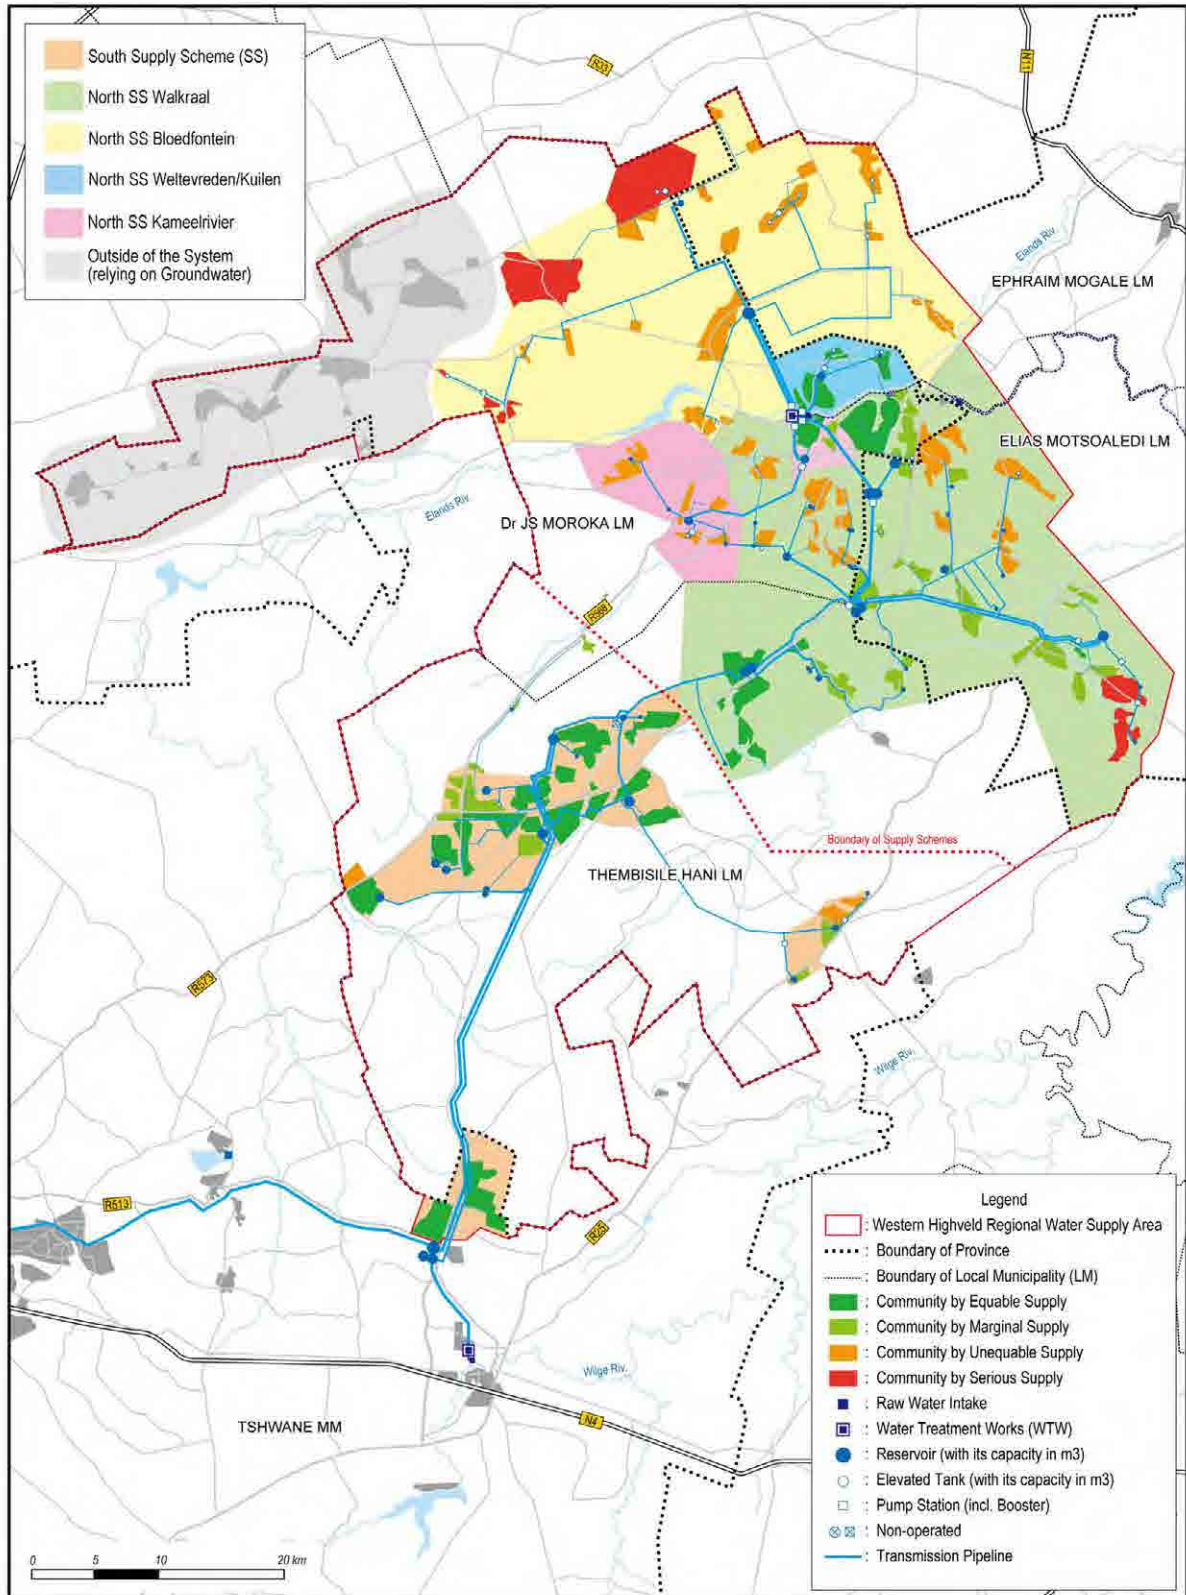 South Supply Scheme (SS)
North SS Walkraal
North SS Bloedfontein
North SS Weltevreden/Kuilen
North SS Kameelrivier
Outside of the System
(relying on Groundwater)
R33
N11
Elands Riv.
EPHRAIM MOGALE LM
ELIAS MOTSOALEDI LM
Elands Riv.
Dr JS MOROKA LM
R568
Boundary of Supply Schemes
THEMBISILE HANI LM
R573
Wilge Riv.
R513
R25
Wilge Riv.
N4
TSHWANE MM
Legend
: Western Highveld Regional Water Supply Area
: Boundary of Province
: Boundary of Local Municipality (LM)
: Community by Equable Supply
: Community by Marginal Supply
: Community by Unequable Supply
: Community by Serious Supply
: Raw Water Intake
: Water Treatment Works (WTW)
: Reservoir (with its capacity in m3)
: Elevated Tank (with its capacity in m3)
: Pump Station (incl. Booster)
: Non-operated
: Transmission Pipeline
0 5 10 20 km